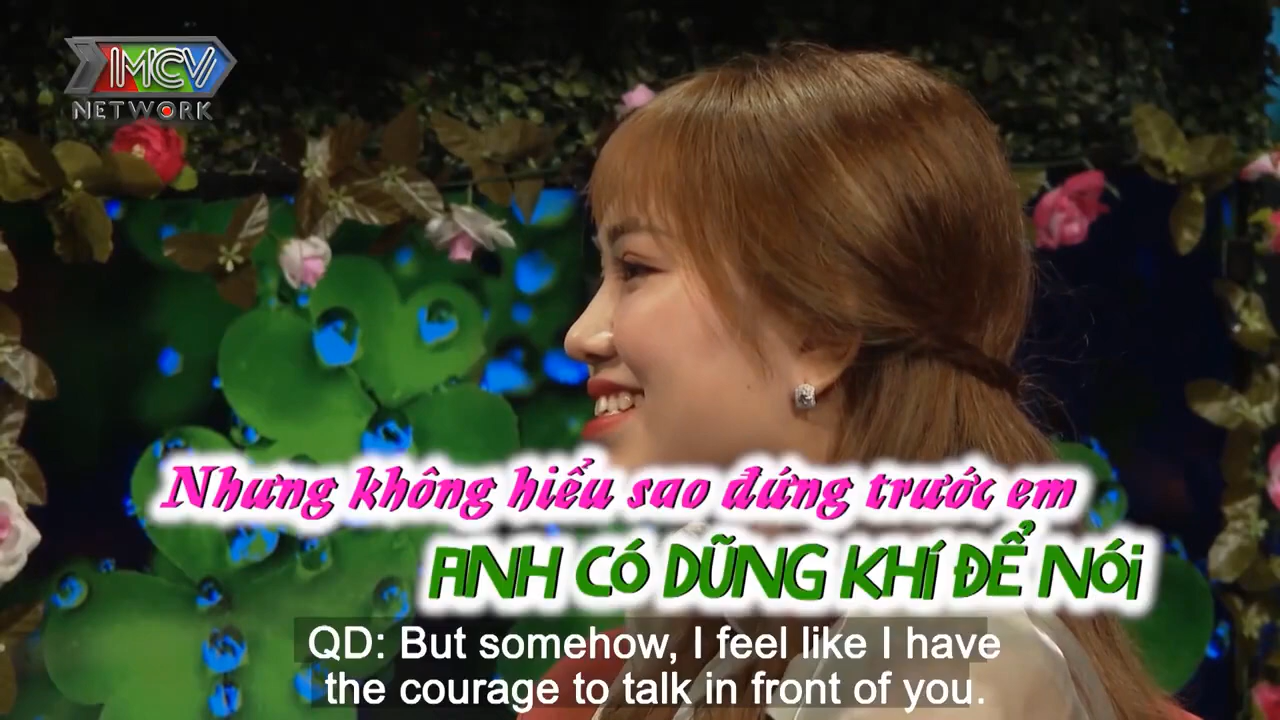 MCV
NETWORK
Nhưng không hiểu sao đứng trước em
ANH CÓ DŨNG KHÍ ĐỂ NÓI
QD: But somehow, I feel like I have
the courage to talk in front of you.